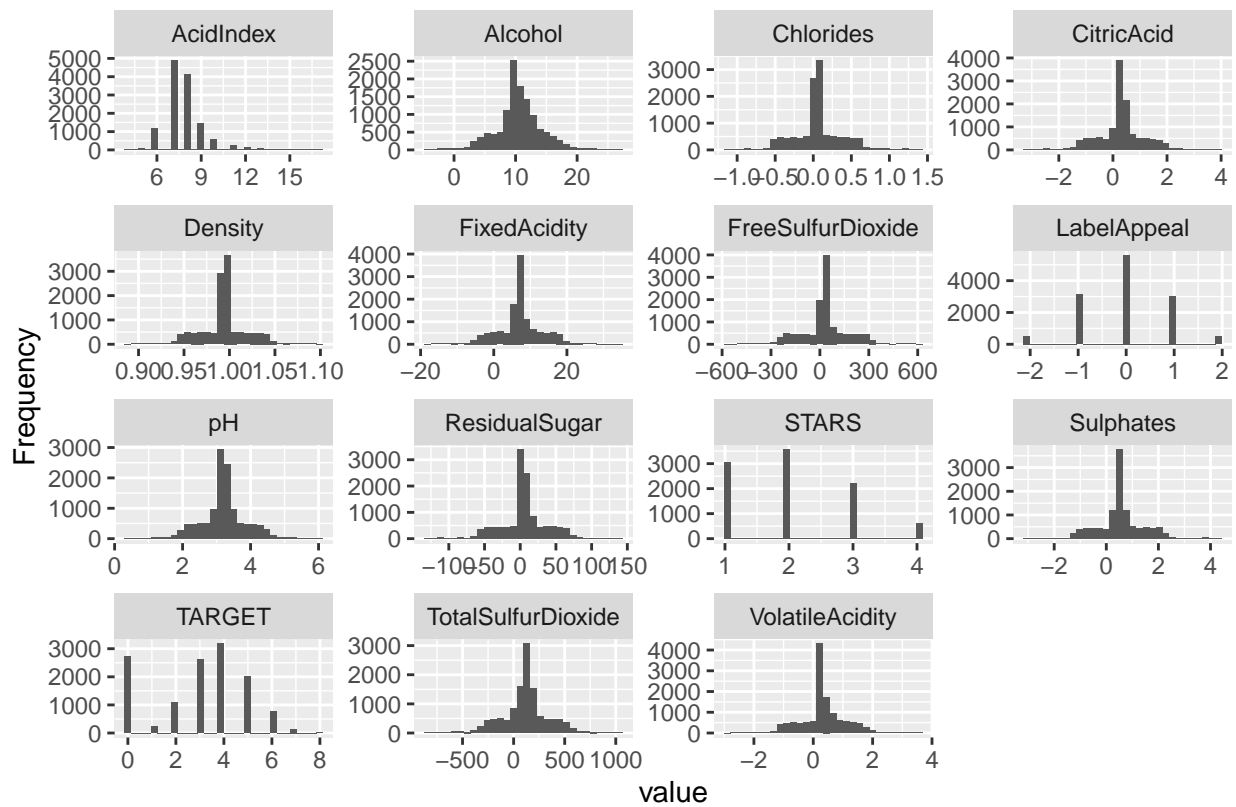 AcidIndex Alcohol Chlorides CitricAcid
5000 4000 3000 2000 1000 0
2500 2000 1500 1000 500 0
3000 2000 1000 0
4000 3000 2000 1000 0
6 9 12 15
0 10 20
−1.0 −0.5 0.0 0.5 1.0 1.5
−2 0 2 4
Density FixedAcidity FreeSulfurDioxide LabelAppeal
3000 2000 1000 0
4000 3000 2000 1000 0
4000 3000 2000 1000 0
4000 2000 0
0.90 0.95 1.00 1.05 1.10
−20 0 20
−600 −300 0 300 600
−2 −1 0 1 2
Frequency
pH ResidualSugar STARS Sulphates
3000 2000 1000 0
3000 2000 1000 0
3000 2000 1000 0
3000 2000 1000 0
0 2 4 6
−100 −50 0 50 100 150
1 2 3 4
−2 0 2 4
TARGET TotalSulfurDioxide VolatileAcidity
3000 2000 1000 0
3000 2000 1000 0
4000 3000 2000 1000 0
0 2 4 6 8
−500 0 500 1000
−2 0 2 4
value